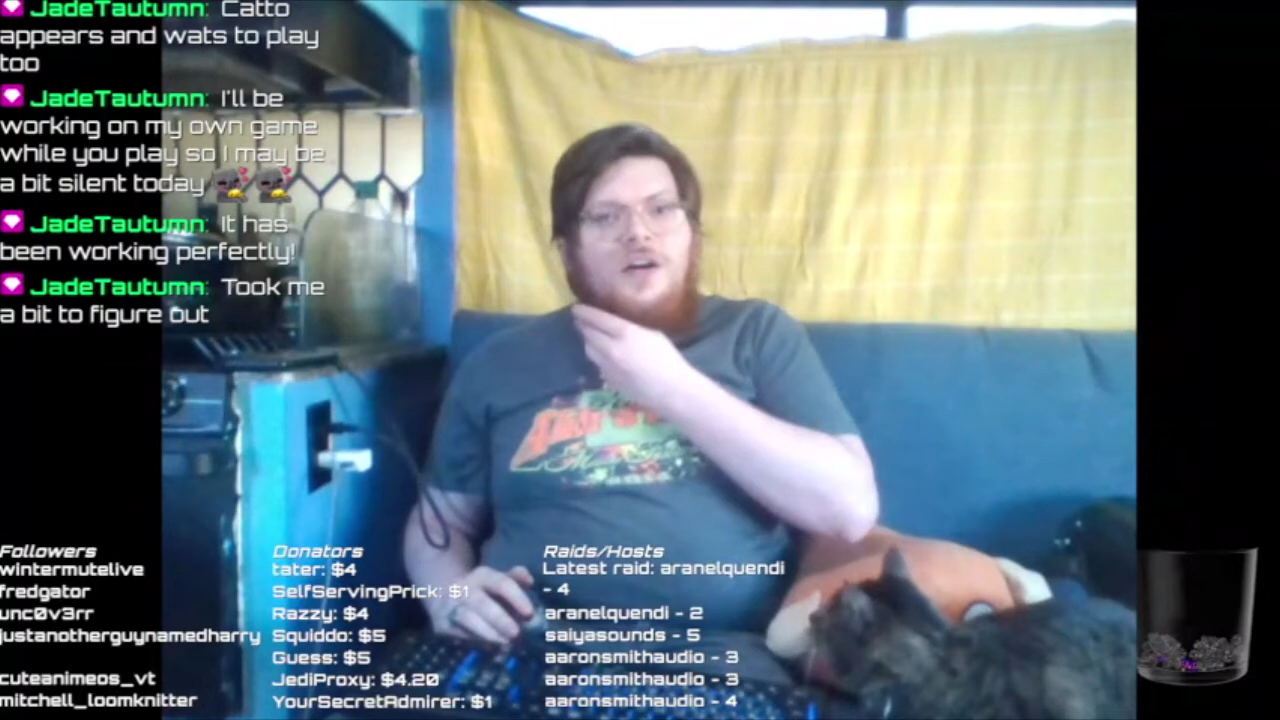 JadeTautumn: Catto
appears and wats to play
too
JadeTautumn: I'll be
working on my own game
while you play so I may be
a bit silent today
JadeTautumn: It has
been working perfectly!
JadeTautumn: Took me
a bit to figure out
Followers
wintermutelive
fredgator
unc0v3rr
justanotherguynamedharry
cuteanimeos_vt
mitchell_loomknitter
Donators
tater: $4
SelfServingPrick: $1
Razzy: $4
Squiddo: $5
Guess: $5
JediProxy: $4.20
YourSecretAdmirer: $1
Raids/Hosts
Latest raid: aranelquendi
- 4
aranelquendi - 2
saiyasounds - 5
aaronsmithaudio - 3
aaronsmithaudio - 3
aaronsmithaudio - 4